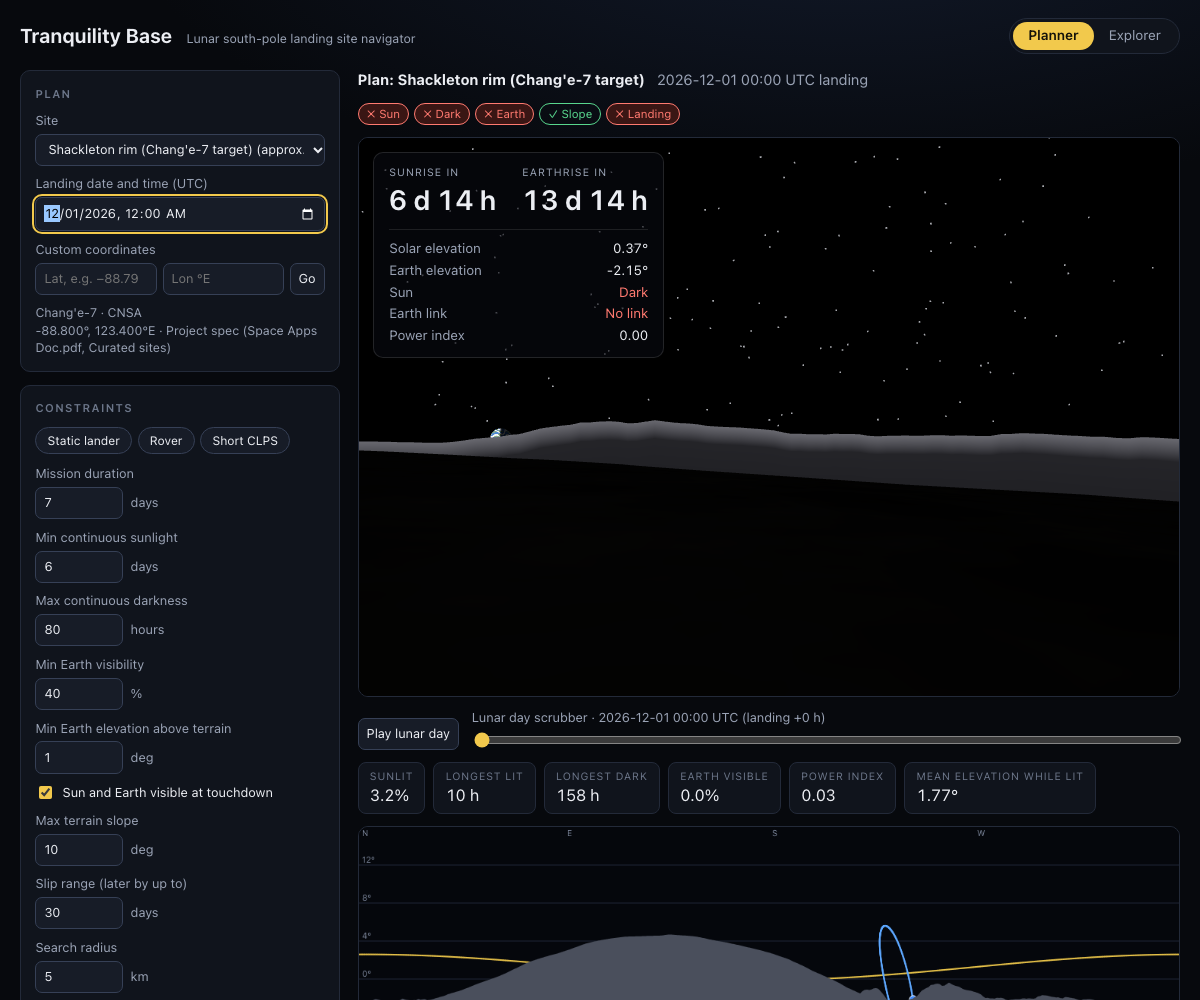 Tranquility Base
Lunar south-pole landing site navigator
Planner
Explorer
PLAN
Site
Shackleton rim (Chang'e-7 target) (approx.
Landing date and time (UTC)
12/01/2026, 12:00 AM
Custom coordinates
Lat, e.g. −88.79
Lon °E
Go
Chang'e-7 · CNSA
-88.800°, 123.400°E · Project spec (Space Apps
Doc.pdf, Curated sites)
CONSTRAINTS
Static lander
Rover
Short CLPS
Mission duration
7 days
Min continuous sunlight
6 days
Max continuous darkness
80 hours
Min Earth visibility
40 %
Min Earth elevation above terrain
1 deg
Sun and Earth visible at touchdown
Max terrain slope
10 deg
Slip range (later by up to)
30 days
Search radius
5 km
Plan: Shackleton rim (Chang'e-7 target) 2026-12-01 00:00 UTC landing
✕ Sun
✕ Dark
✕ Earth
✓ Slope
✕ Landing
SUNRISE IN
6 d 14 h
EARTHRISE IN
13 d 14 h
Solar elevation 0.37°
Earth elevation -2.15°
Sun Dark
Earth link No link
Power index 0.00
Play lunar day
Lunar day scrubber · 2026-12-01 00:00 UTC (landing +0 h)
SUNLIT
3.2%
LONGEST LIT
10 h
LONGEST DARK
158 h
EARTH VISIBLE
0.0%
POWER INDEX
0.03
MEAN ELEVATION WHILE LIT
1.77°
N E S W
12°
8°
4°
0°